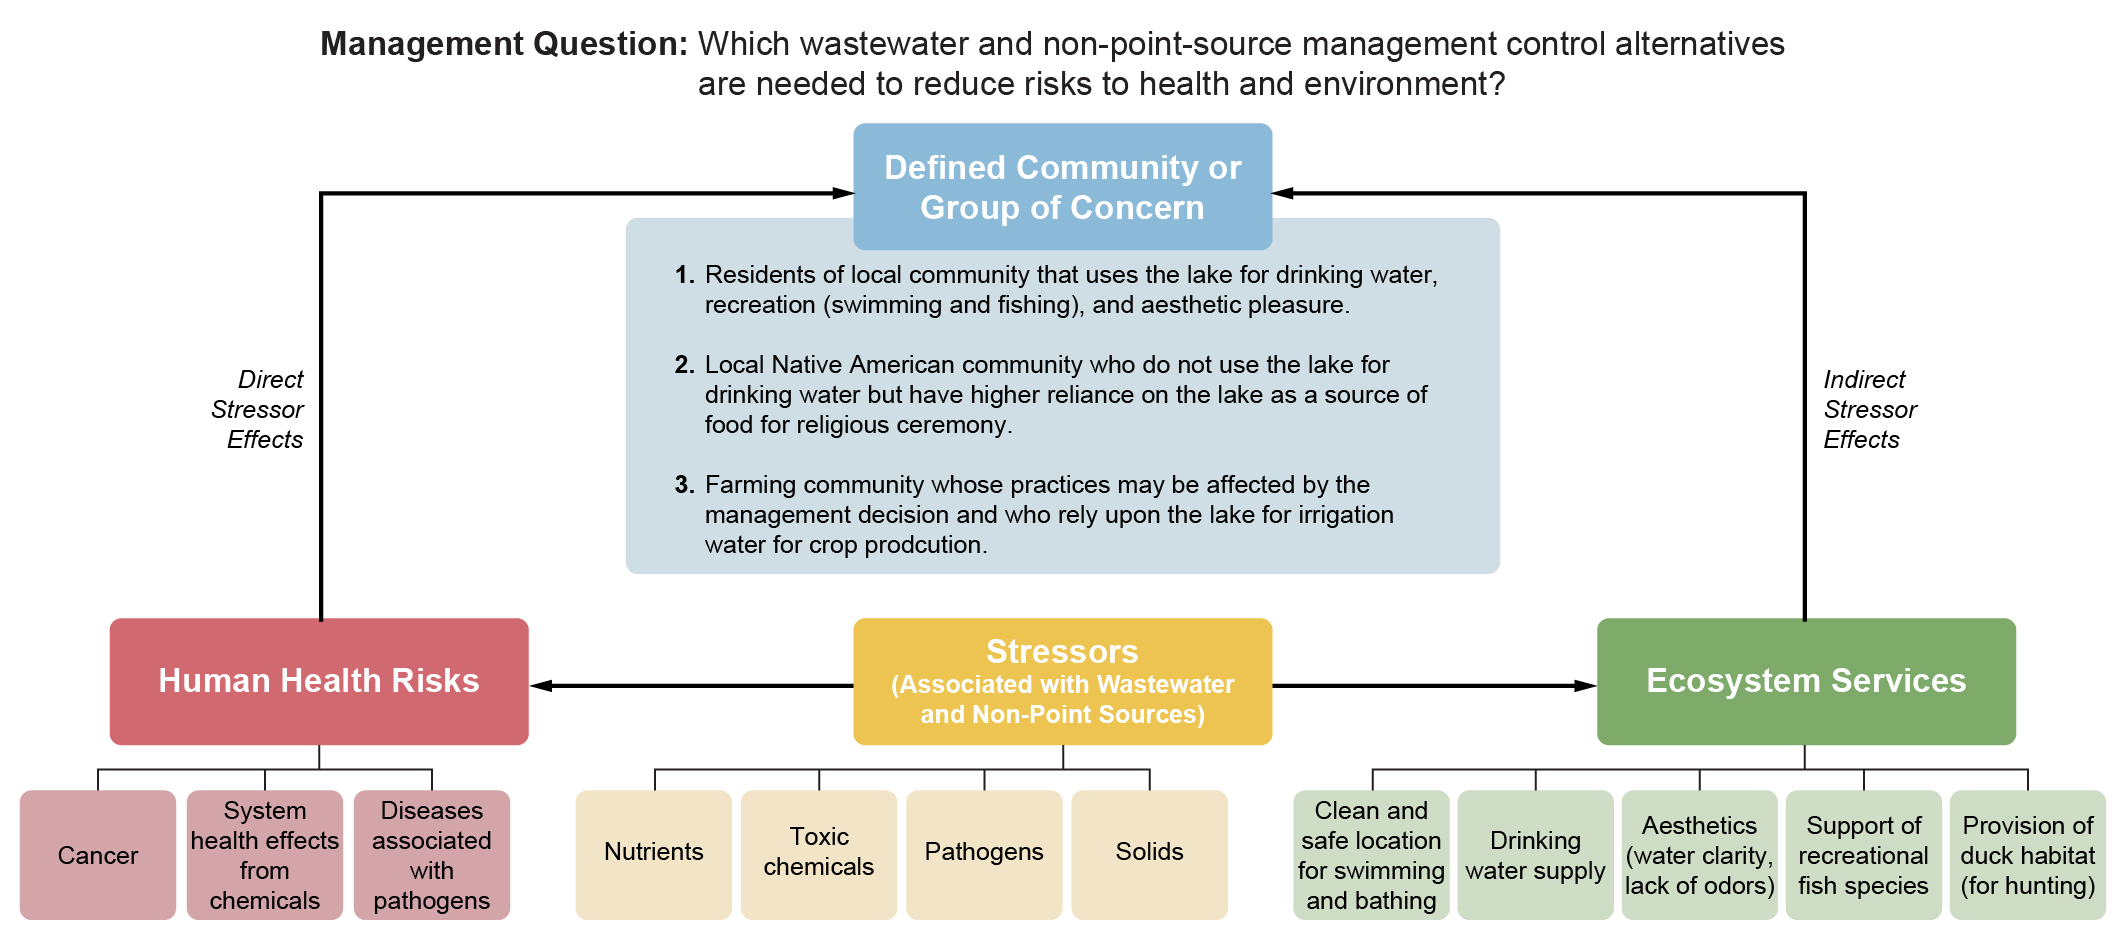 Management Question: Which wastewater and non-point-source management control alternatives
are needed to reduce risks to health and environment?
Defined Community or
Group of Concern
1. Residents of local community that uses the lake for drinking water,
recreation (swimming and fishing), and aesthetic pleasure.
2. Local Native American community who do not use the lake for
drinking water but have higher reliance on the lake as a source of
food for religious ceremony.
3. Farming community whose practices may be affected by the
management decision and who rely upon the lake for irrigation
water for crop prodcution.
Direct
Stressor
Effects
Indirect
Stressor
Effects
Human Health Risks
Stressors
(Associated with Wastewater
and Non-Point Sources)
Ecosystem Services
Cancer
System
health effects
from
chemicals
Diseases
associated
with
pathogens
Nutrients
Toxic
chemicals
Pathogens
Solids
Clean and
safe location
for swimming
and bathing
Drinking
water supply
Aesthetics
(water clarity,
lack of odors)
Support of
recreational
fish species
Provision of
duck habitat
(for hunting)